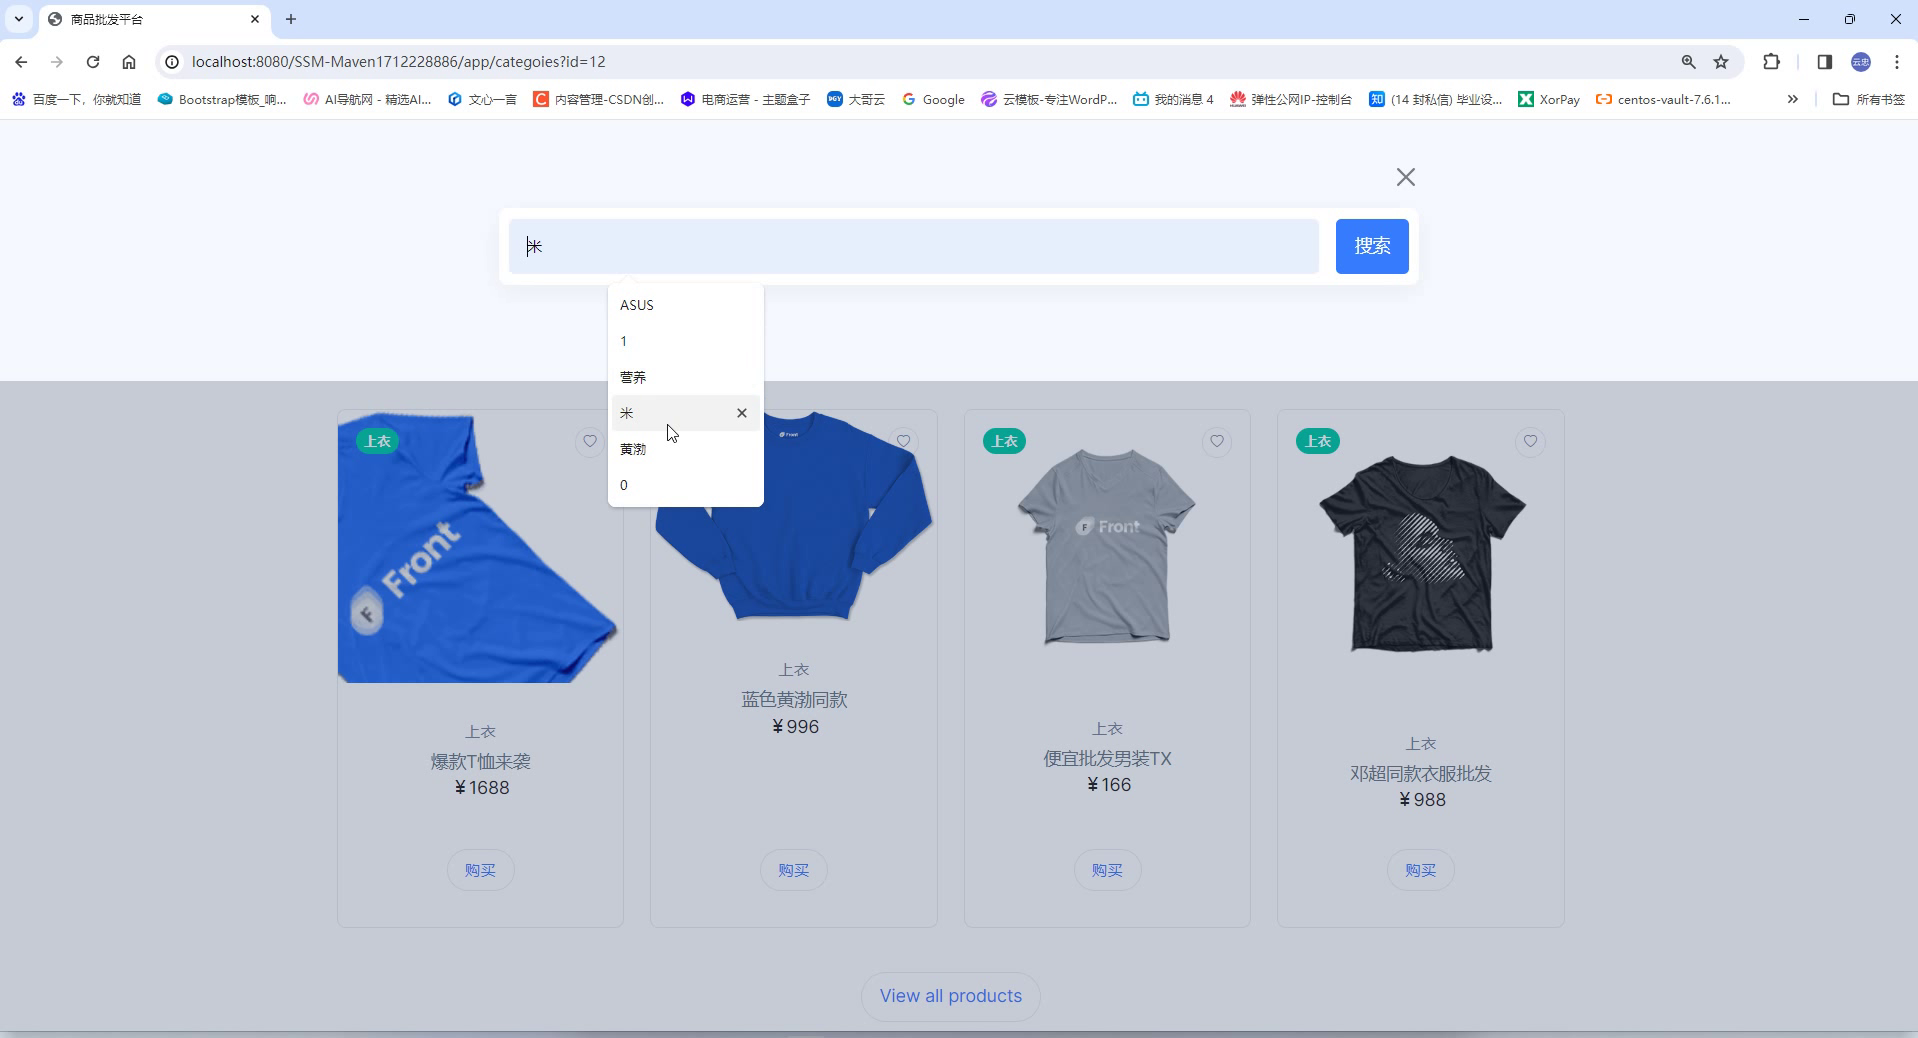 商品批发平台
localhost:8080/SSM-Maven1712228886/app/categoies?id=12
云忠
百度一下，你就知道
Bootstrap模板_响...
AI导航网 - 精选AI...
文心一言
内容管理-CSDN创...
电商运营 - 主题盒子
大哥云
Google
云模板-专注WordP...
我的消息 4
弹性公网IP-控制台
知 (14 封私信) 毕业设...
XorPay
centos-vault-7.6.1...
所有书签
米
搜索
ASUS
1
营养
米
黄渤
0
上衣
Front
上衣
爆款T恤来袭
¥1688
购买
Front
上衣
蓝色黄渤同款
¥996
购买
上衣
Front
上衣
便宜批发男装TX
¥166
购买
上衣
上衣
邓超同款衣服批发
¥988
购买
View all products